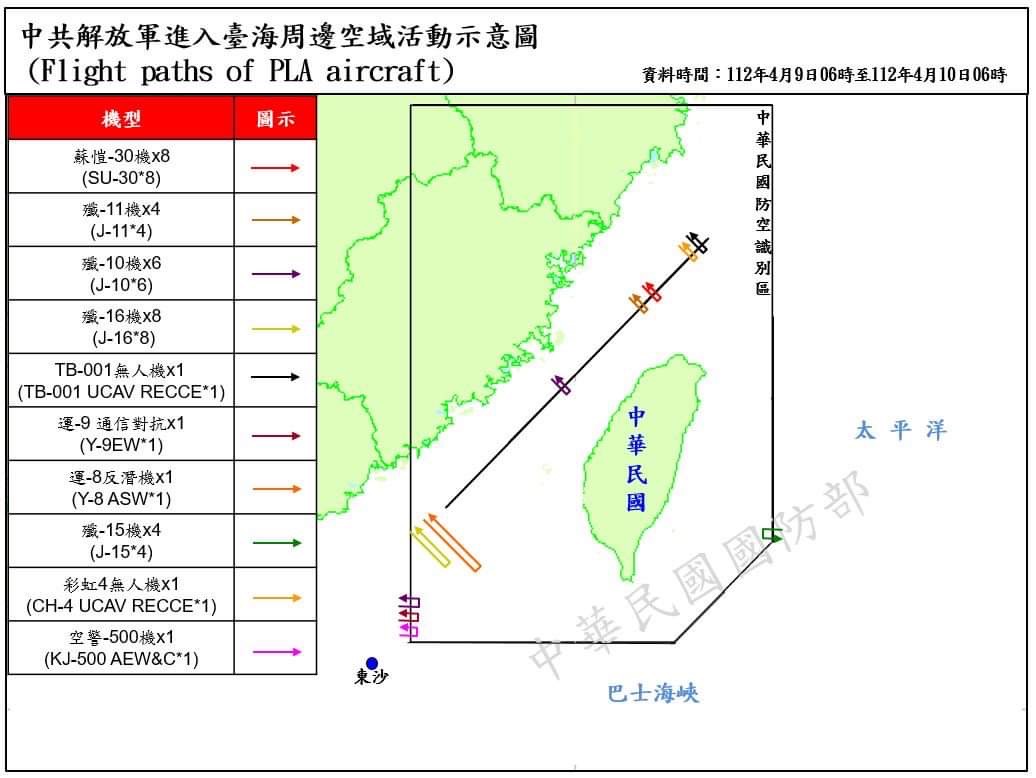 中共解放軍進入臺海周邊空域活動示意圖
(Flight paths of PLA aircraft)
資料時間：112年4月9日06時至112年4月10日06時
機型 圖示
蘇愷-30機x8
(SU-30*8)
殲-11機x4
(J-11*4)
殲-10機x6
(J-10*6)
殲-16機x8
(J-16*8)
TB-001無人機x1
(TB-001 UCAV RECCE*1)
運-9 通信對抗x1
(Y-9EW*1)
運-8反潛機x1
(Y-8 ASW*1)
殲-15機x4
(J-15*4)
彩虹4無人機x1
(CH-4 UCAV RECCE*1)
空警-500機x1
(KJ-500 AEW&C*1)
中華民國防空識別區
中華民國
太平洋
東沙
巴士海峽
中華民國國防部